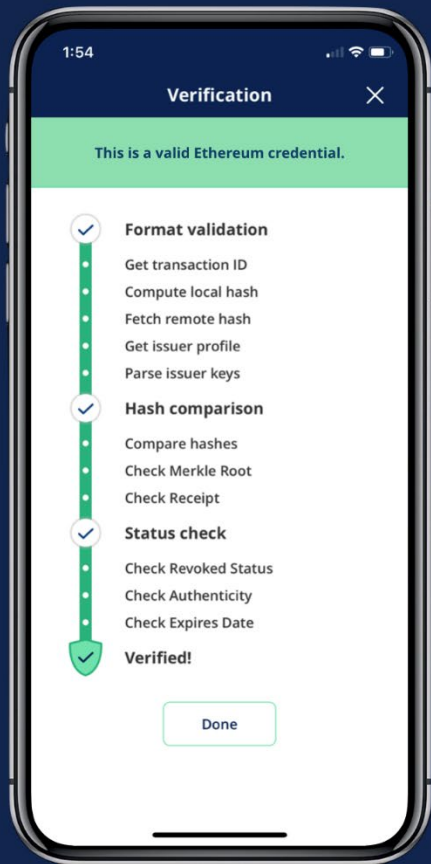 1:54
Verification
This is a valid Ethereum credential.
Format validation
Get transaction ID
Compute local hash
Fetch remote hash
Get issuer profile
Parse issuer keys
Hash comparison
Compare hashes
Check Merkle Root
Check Receipt
Status check
Check Revoked Status
Check Authenticity
Check Expires Date
Verified!
Done